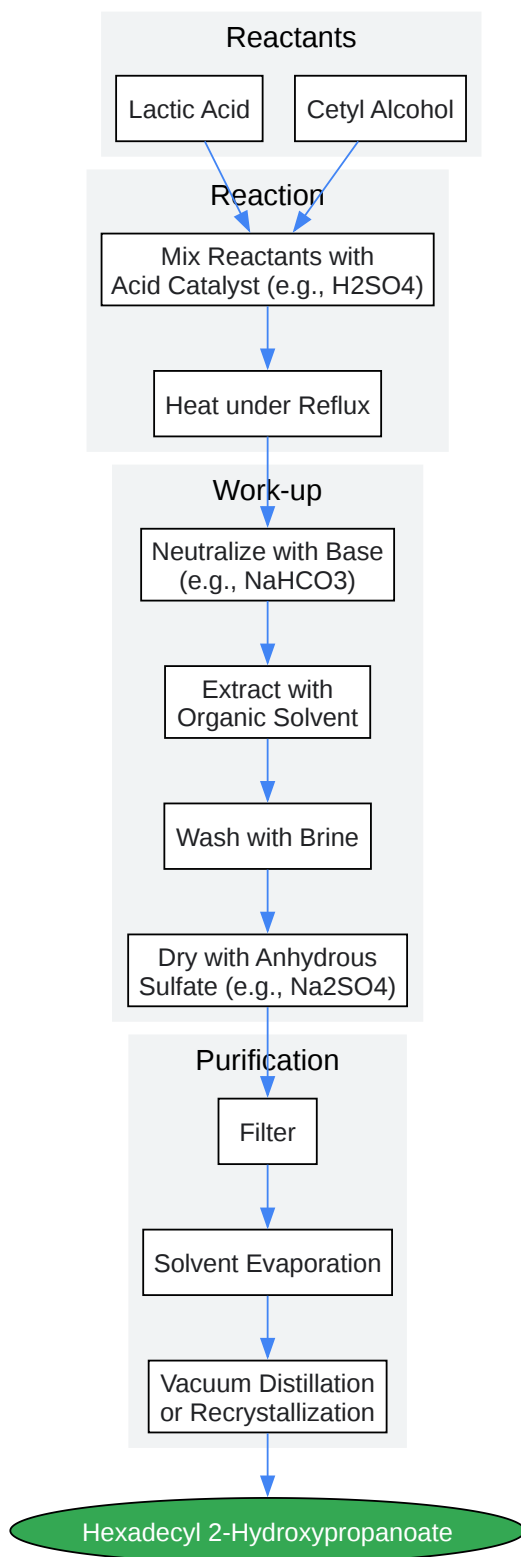 Reactants
Lactic Acid
Cetyl Alcohol
Reaction
Mix Reactants with
Acid Catalyst (e.g., H2SO4)
Heat under Reflux
Work-up
Neutralize with Base
(e.g., NaHCO3)
Extract with
Organic Solvent
Wash with Brine
Dry with Anhydrous
Sulfate (e.g., Na2SO4)
Purification
Filter
Solvent Evaporation
Vacuum Distillation
or Recrystallization
Hexadecyl 2-Hydroxypropanoate